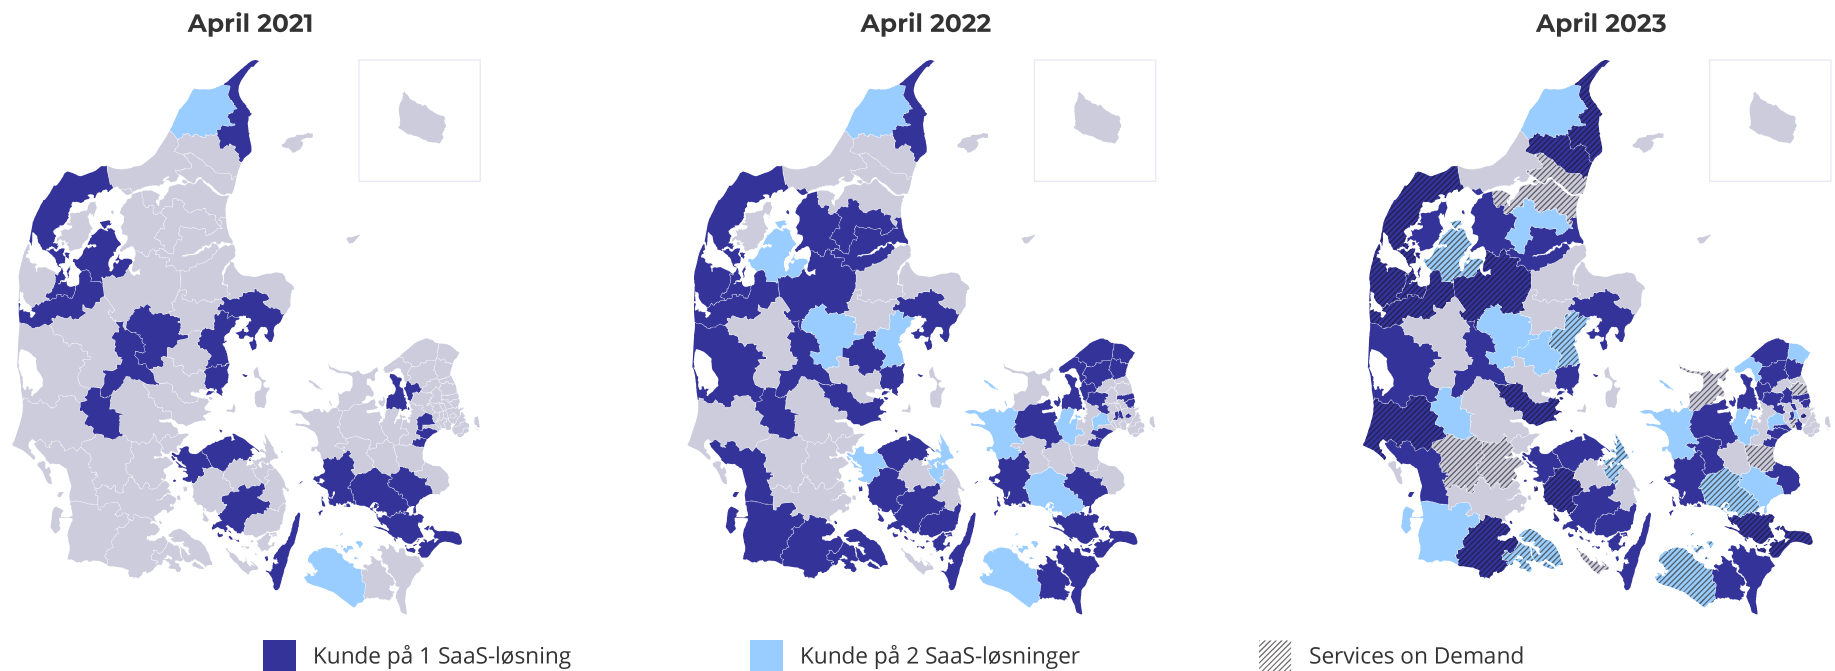 April 2021
April 2022
April 2023
Kunde på 1 SaaS-løsning
Kunde på 2 SaaS-løsninger
Services on Demand